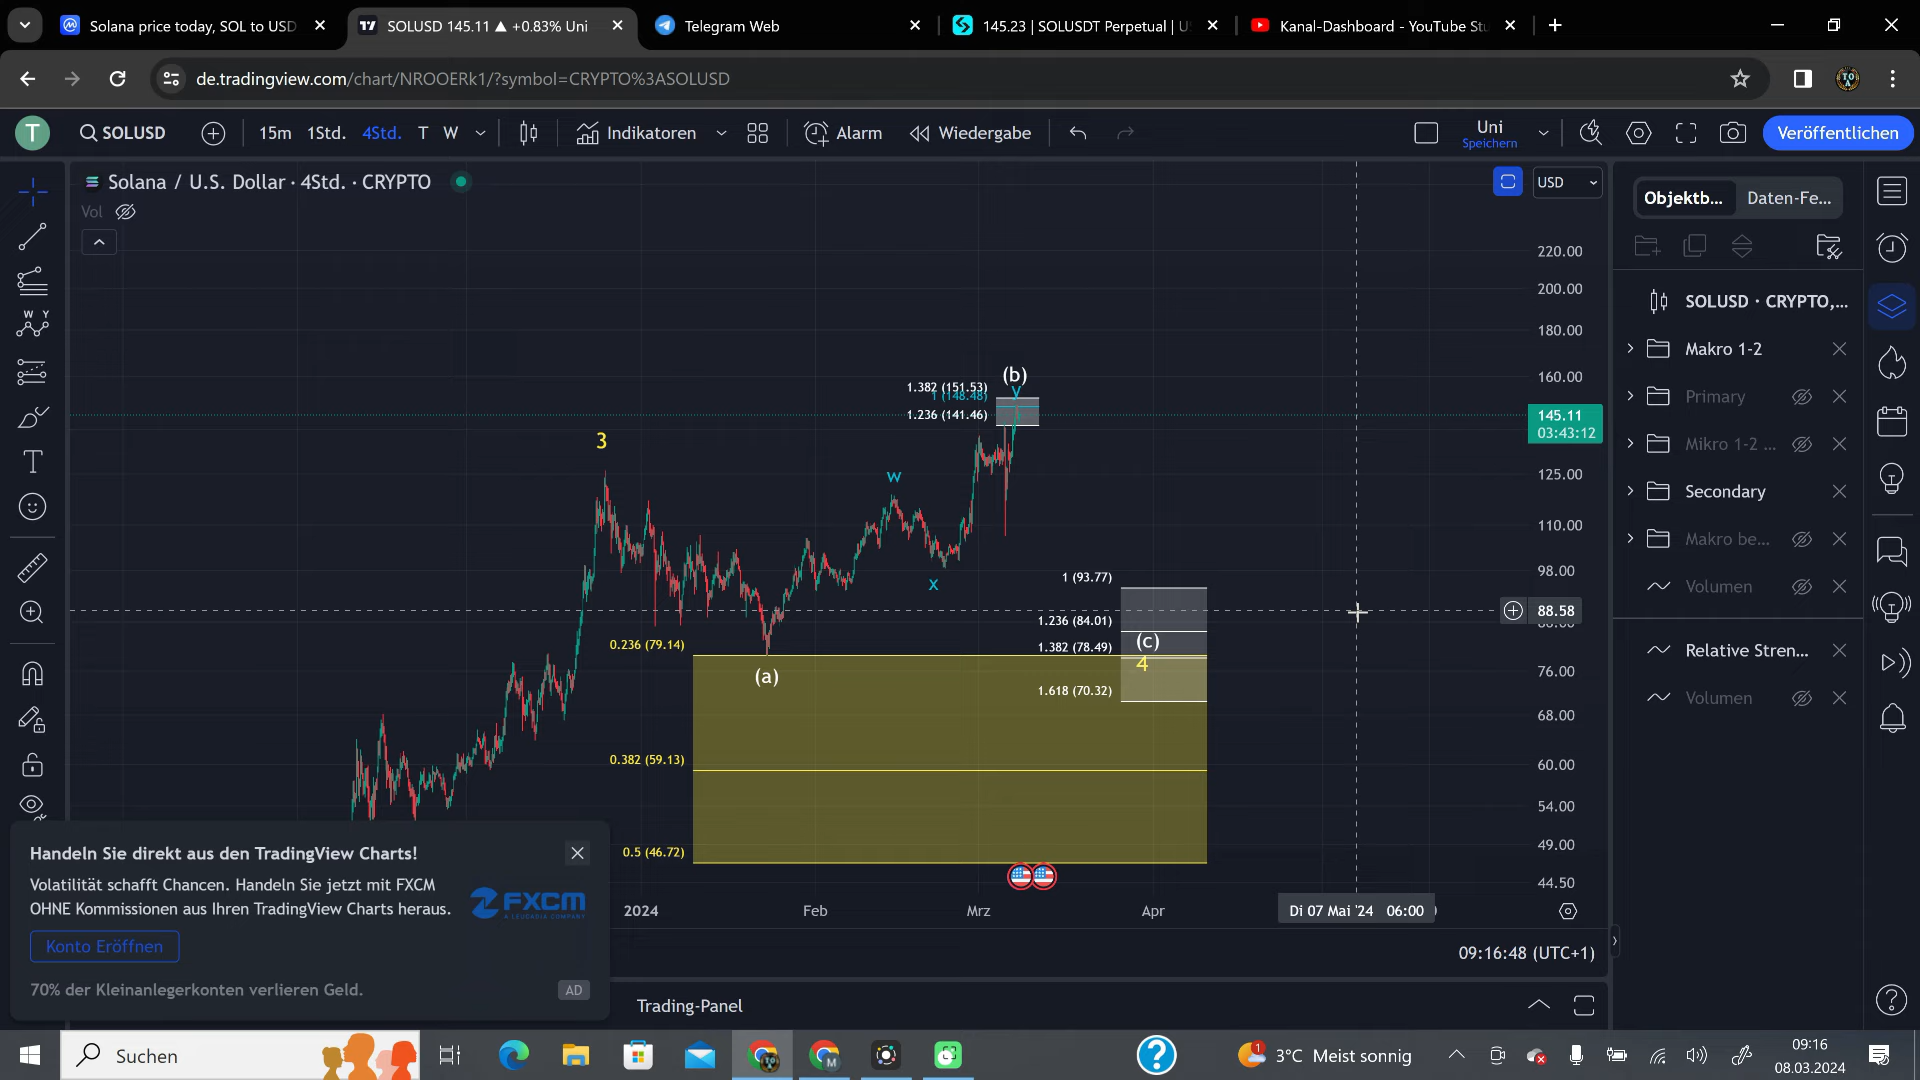 Solana price today, SOL to USD
SOLUSD 145.11 ▲ +0.83% Uni
Telegram Web
145.23 | SOLUSDT Perpetual | U
Kanal-Dashboard - YouTube Stu
de.tradingview.com/chart/NROOERk1/?symbol=CRYPTO%3ASOLUSD
T
SOLUSD
15m 1Std. 4Std. T W
Indikatoren
Alarm
Wiedergabe
Uni
Speichern
Veröffentlichen
Solana / U.S. Dollar · 4Std. · CRYPTO
USD
Vol
Objektb...
Daten-Fe...
SOLUSD · CRYPTO,...
Makro 1-2
Primary
Mikro 1-2 ...
Secondary
Makro be...
Volumen
Relative Stren...
Volumen
220.00
200.00
180.00
160.00
145.11
03:43:12
125.00
110.00
98.00
88.58
76.00
68.00
60.00
54.00
49.00
44.50
(b)
y
1.382 (151.53)
1 (148.48)
1.236 (141.46)
3
w
x
(a)
1 (93.77)
1.236 (84.01)
(c)
1.382 (78.49)
4
1.618 (70.32)
0.236 (79.14)
0.382 (59.13)
0.5 (46.72)
W Y
2024
Feb
Mrz
Apr
Di 07 Mai '24 06:00
09:16:48 (UTC+1)
Handeln Sie direkt aus den TradingView Charts!
Volatilität schafft Chancen. Handeln Sie jetzt mit FXCM
OHNE Kommissionen aus Ihren TradingView Charts heraus.
FXCM
A LEUCADIA COMPANY
Konto Eröffnen
70% der Kleinanlegerkonten verlieren Geld.
AD
Trading-Panel
Suchen
M
1
3°C Meist sonnig
09:16
08.03.2024